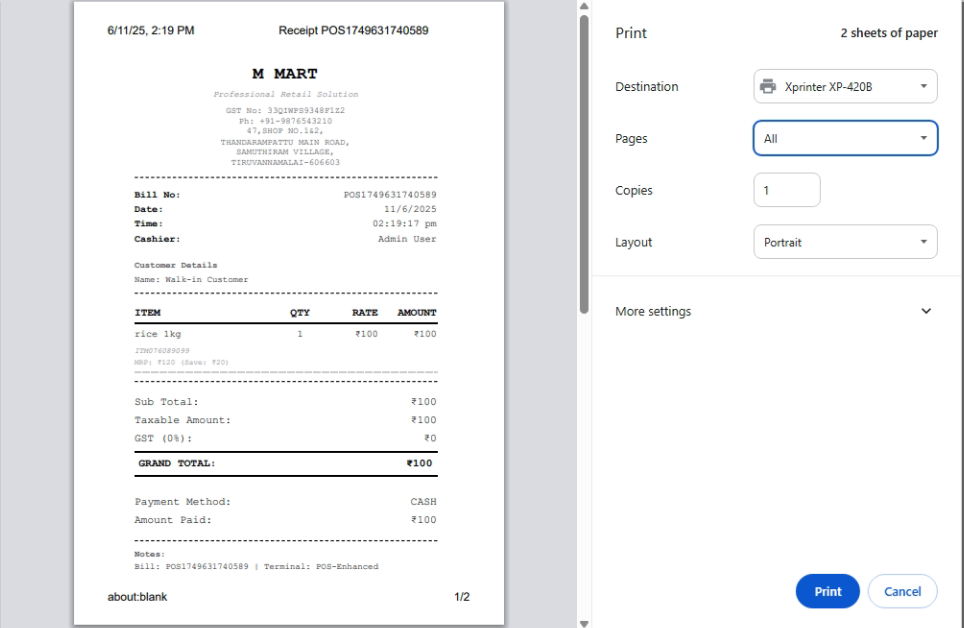 6/11/25, 2:19 PM Receipt POS1749631740589
M MART
Professional Retail Solution
GST No: 33QIWPS9348F1Z2
Ph: +91-9876543210
47,SHOP NO.1&2,
THANDARAMPATTU MAIN ROAD,
SAMUTHIRAM VILLAGE,
TIRUVANNAMALAI-606603
Bill No: POS1749631740589
Date: 11/6/2025
Time: 02:19:17 pm
Cashier: Admin User
Customer Details
Name: Walk-in Customer
ITEM QTY RATE AMOUNT
rice 1kg 1 ₹100 ₹100
ITM076089099
MRP: ₹120 (Save: ₹20)
Sub Total: ₹100
Taxable Amount: ₹100
GST (0%): ₹0
GRAND TOTAL: ₹100
Payment Method: CASH
Amount Paid: ₹100
Notes:
Bill: POS1749631740589 | Terminal: POS-Enhanced
about:blank 1/2
Print 2 sheets of paper
Destination Xprinter XP-420B
Pages All
Copies 1
Layout Portrait
More settings
Print Cancel